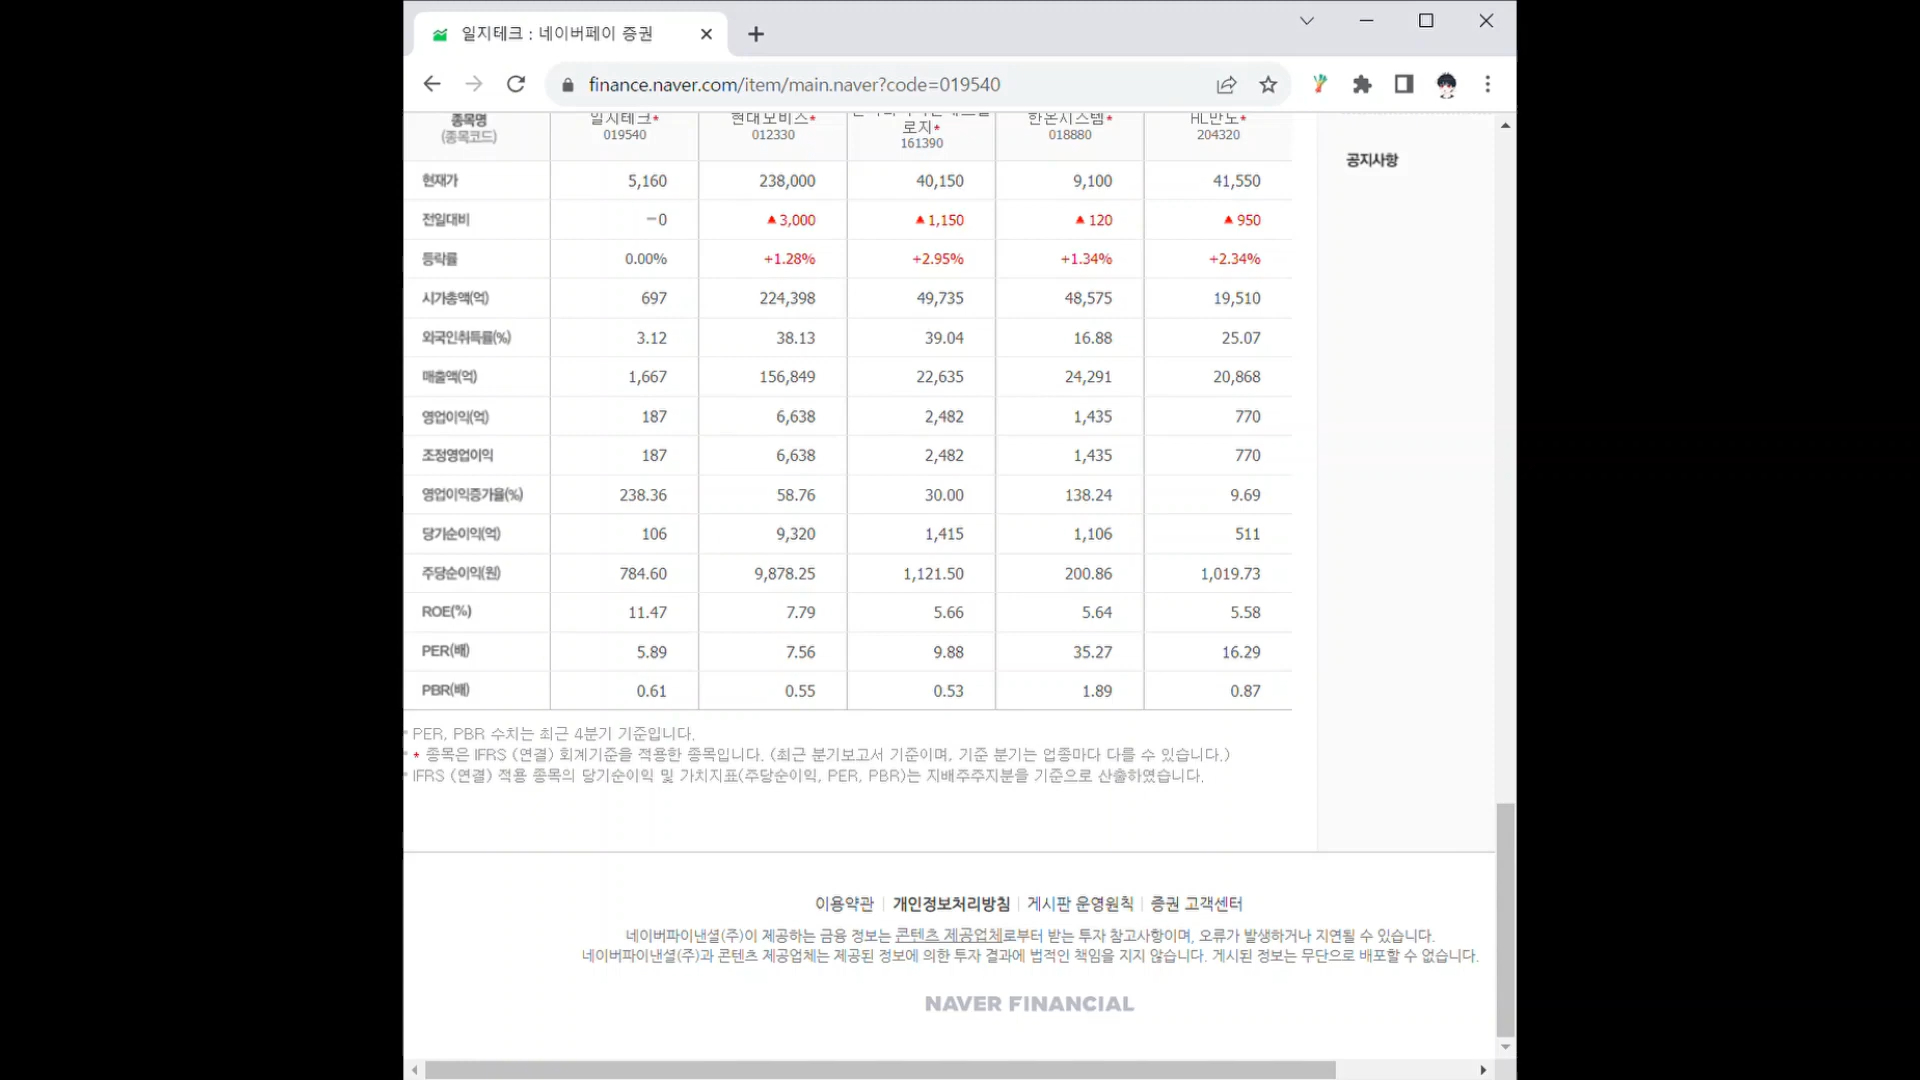 일지테크 : 네이버페이 증권
finance.naver.com/item/main.naver?code=019540
종목명 일지테크* 현대모비스* 로지* 한온시스템* HL만도*
(종목코드) 019540 012330 161390 018880 204320
현재가 5,160 238,000 40,150 9,100 41,550
전일대비 −0 ▲3,000 ▲1,150 ▲120 ▲950
등락률 0.00% +1.28% +2.95% +1.34% +2.34%
시가총액(억) 697 224,398 49,735 48,575 19,510
외국인취득률(%) 3.12 38.13 39.04 16.88 25.07
매출액(억) 1,667 156,849 22,635 24,291 20,868
영업이익(억) 187 6,638 2,482 1,435 770
조정영업이익 187 6,638 2,482 1,435 770
영업이익증가율(%) 238.36 58.76 30.00 138.24 9.69
당기순이익(억) 106 9,320 1,415 1,106 511
주당순이익(원) 784.60 9,878.25 1,121.50 200.86 1,019.73
ROE(%) 11.47 7.79 5.66 5.64 5.58
PER(배) 5.89 7.56 9.88 35.27 16.29
PBR(배) 0.61 0.55 0.53 1.89 0.87
PER, PBR 수치는 최근 4분기 기준입니다.
* 종목은 IFRS (연결) 회계기준을 적용한 종목입니다. (최근 분기보고서 기준이며, 기준 분기는 업종마다 다를 수 있습니다.)
IFRS (연결) 적용 종목의 당기순이익 및 가치지표(주당순이익, PER, PBR)는 지배주주지분을 기준으로 산출하였습니다.
공지사항
이용약관 | 개인정보처리방침 | 게시판 운영원칙 | 증권 고객센터
네이버파이낸셜(주)이 제공하는 금융 정보는 콘텐츠 제공업체로부터 받는 투자 참고사항이며, 오류가 발생하거나 지연될 수 있습니다.
네이버파이낸셜(주)과 콘텐츠 제공업체는 제공된 정보에 의한 투자 결과에 법적인 책임을 지지 않습니다. 게시된 정보는 무단으로 배포할 수 없습니다.
NAVER FINANCIAL